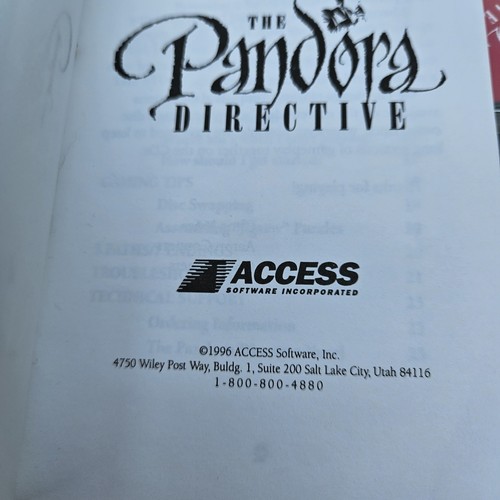 THE
Pandora
DIRECTIVE
ACCESS
SOFTWARE INCORPORATED
©1996 ACCESS Software, Inc.
4750 Wiley Post Way, Buldg. 1, Suite 200 Salt Lake City, Utah 84116
1-800-800-4880